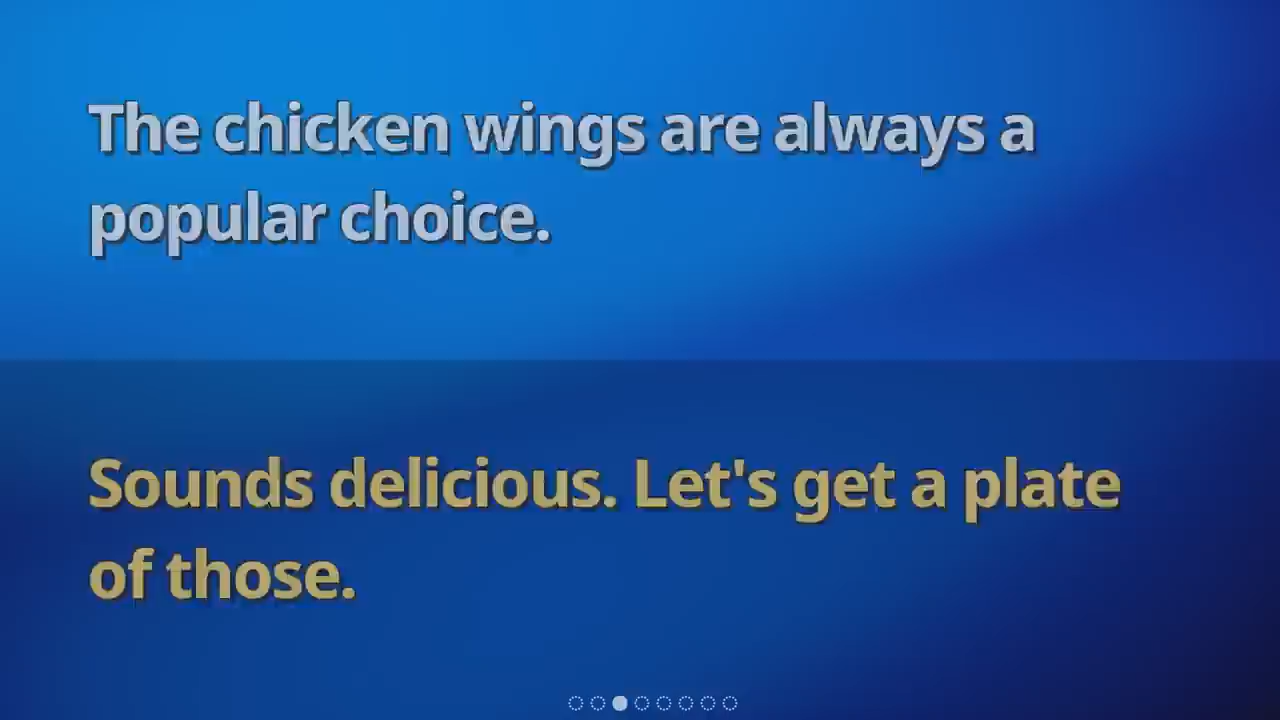 The chicken wings are always a
popular choice.
Sounds delicious. Let's get a plate
of those.